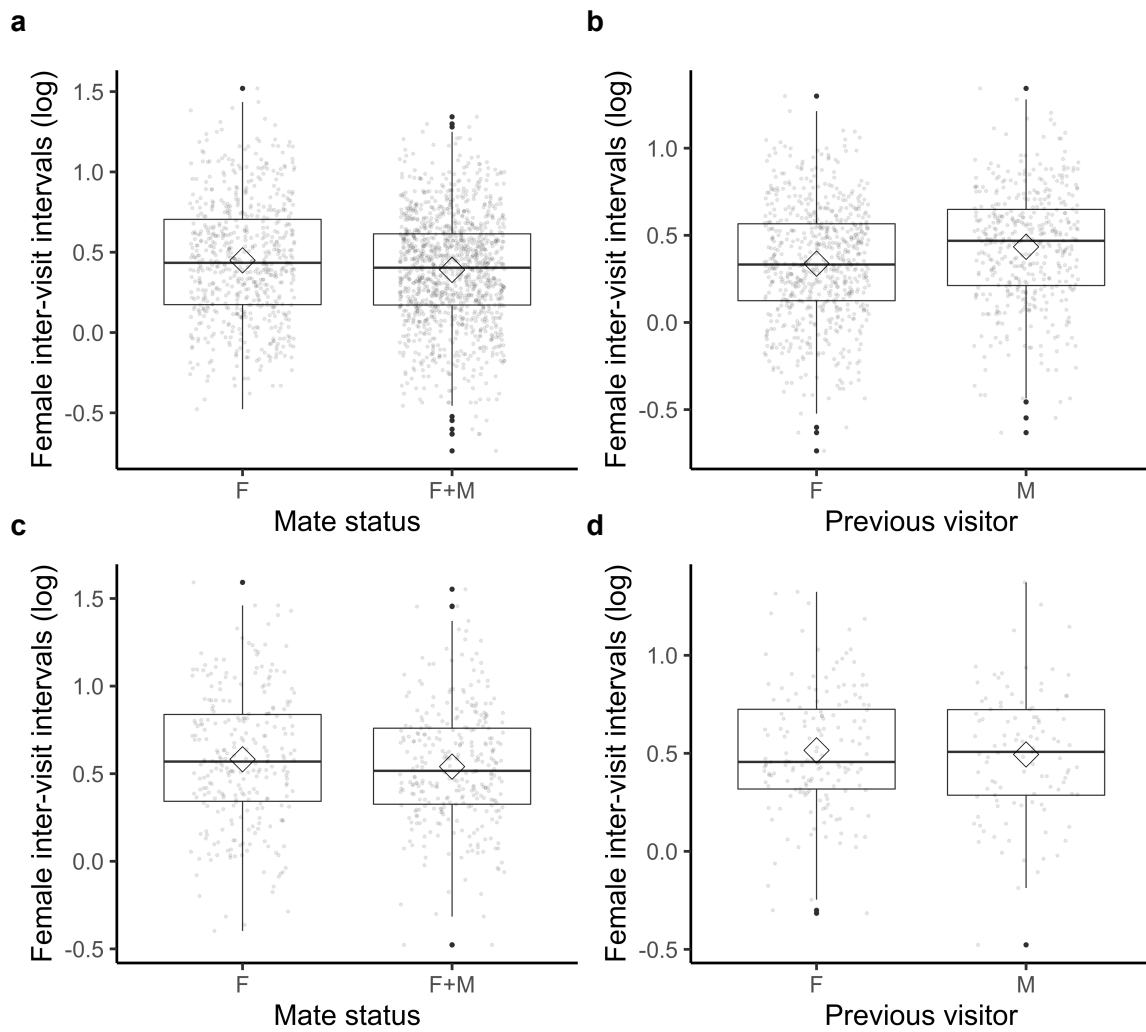 a
Female inter-visit intervals (log)
1.5
1.0
0.5
0.0
-0.5
F
F+M
Mate status
b
Female inter-visit intervals (log)
1.0
0.5
0.0
-0.5
F
M
Previous visitor
c
Female inter-visit intervals (log)
1.5
1.0
0.5
0.0
-0.5
F
F+M
Mate status
d
Female inter-visit intervals (log)
1.0
0.5
0.0
-0.5
F
M
Previous visitor